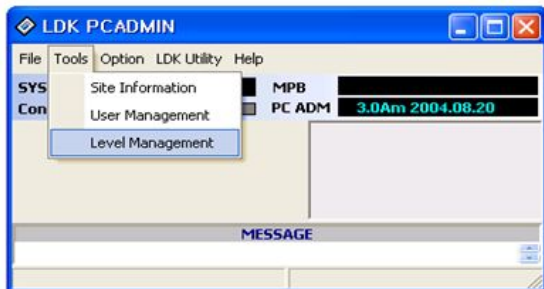 LDK PCADMIN
File Tools Option LDK Utility Help
SYS MPB
Con PC ADM 3.0Am 2004.08.20
Site Information
User Management
Level Management
MESSAGE